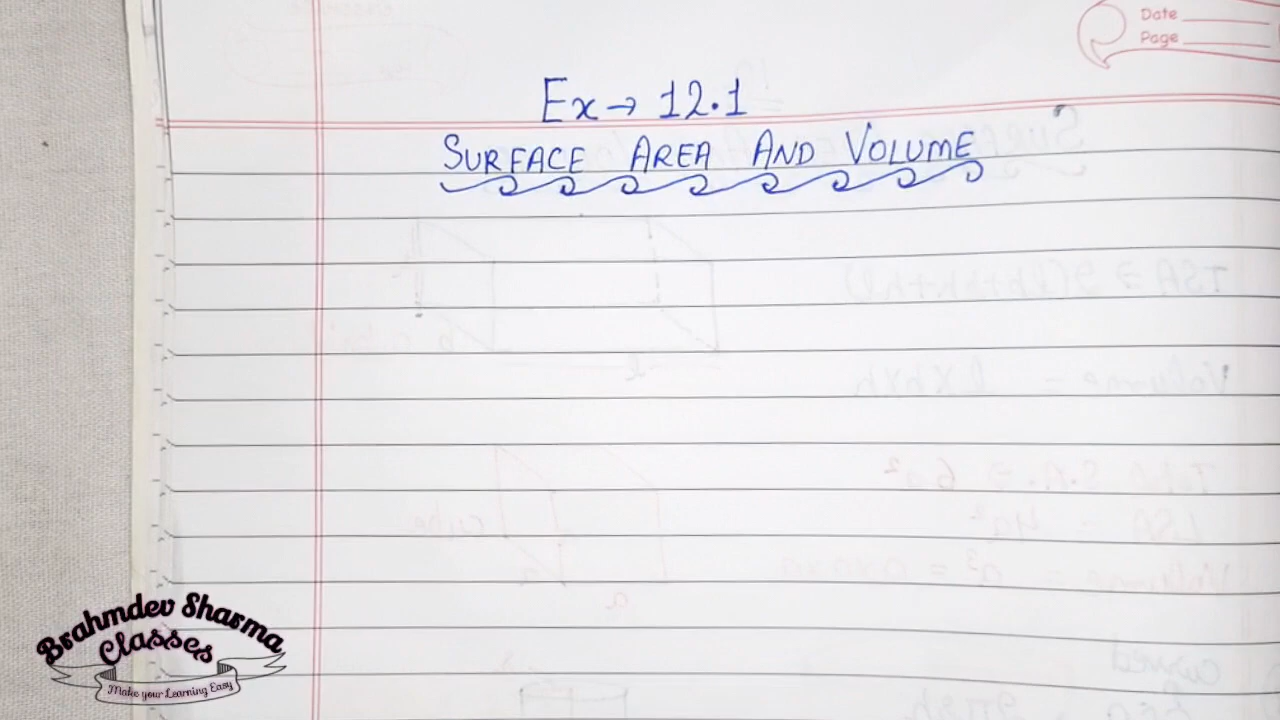 Date
Page
Ex → 12.1
SURFACE AREA AND VOLUME
Brahmdev Sharma
Classes
Make your Learning Easy